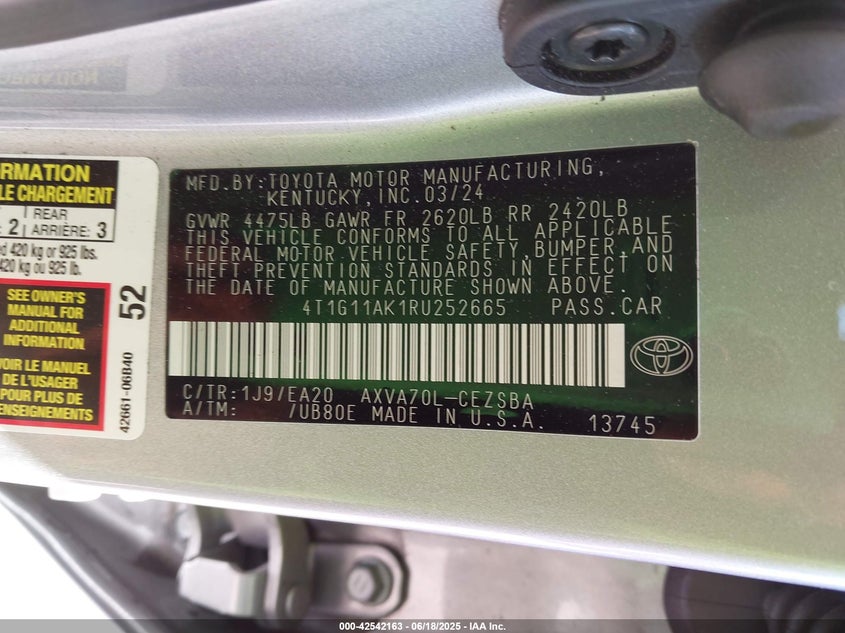 ORMATION
LE CHARGEMENT
2 REAR
ARRIÈRE: 3
ed 420 kg or 925 lbs.
420 kg ou 925 lb.
SEE OWNER'S
MANUAL FOR
ADDITIONAL
INFORMATION
Voir LE MANUEL
DE L'USAGER
POUR PLUS DE
RENSEIGNEMENTS
52
42661-06B40
MFD.BY:TOYOTA MOTOR MANUFACTURING,
KENTUCKY,INC.03/24
GVWR 4475LB GAWR FR 2620LB RR 2420LB
THIS VEHICLE CONFORMS TO ALL APPLICABLE
FEDERAL MOTOR VEHICLE SAFETY,BUMPER,AND
THEFT PREVENTION STANDARDS IN EFFECT ON
THE DATE OF MANUFACTURE SHOWN ABOVE.
4T1G11AK1RU252665 PASS.CAR
C/TR:1J9/EA20 AXVA70L-CEZSBA
A/TM: /UB80E MADE IN U.S.A. 13745
000-42542163 - 06/18/2025 - IAA Inc.